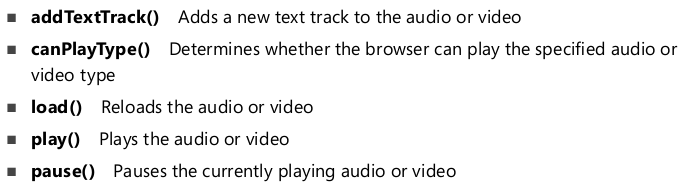 ▪ addTextTrack() Adds a new text track to the audio or video
▪ canPlayType() Determines whether the browser can play the specified audio or
video type
▪ load() Reloads the audio or video
▪ play() Plays the audio or video
▪ pause() Pauses the currently playing audio or video